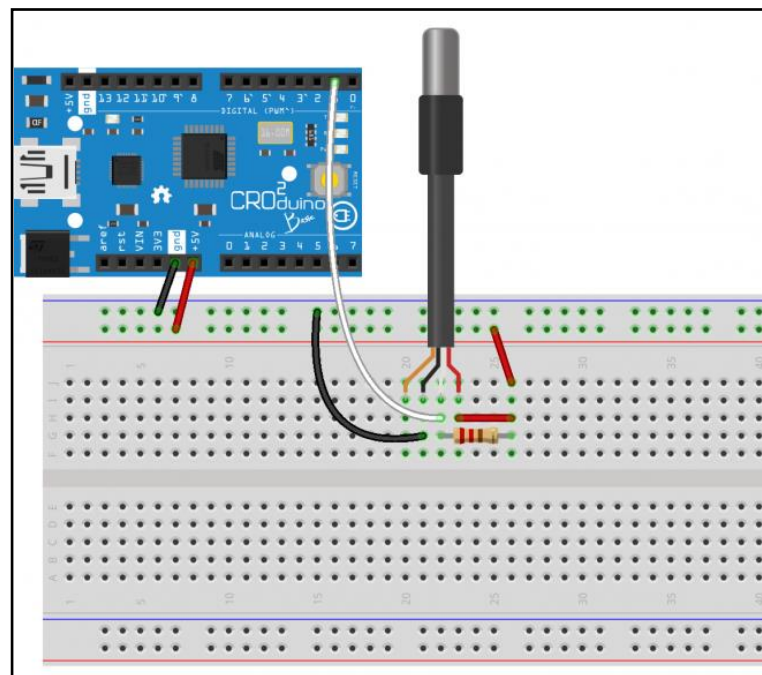 +5V gnd 13 12 11 10 9 8 7 6 5 4 3 2 0
DIGITAL (PWM~)
RESET
CRO2duino
Basic
ANALOG
aref rst VIN 3V3 gnd +5V 0 1 2 3 4 5 6 7
1 5 10 15 20 25 30 35 40
J
I
H
G
F
E
D
C
B
A
1 5 10 15 20 25 30 35 40